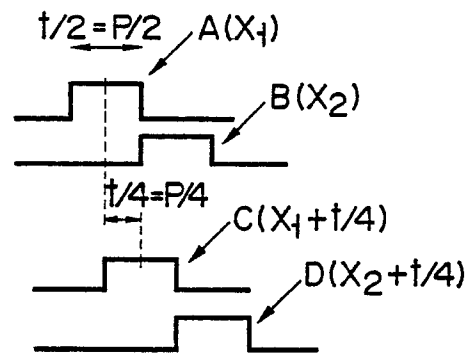 t/2=P/2
A(X1)
B(X2)
t/4=P/4
C(X1+t/4)
D(X2+t/4)